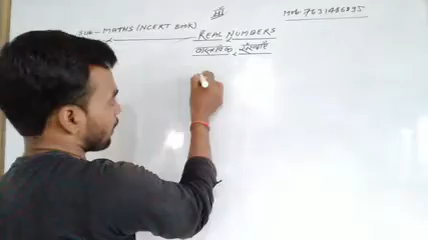 माँ
SUB- MATHS (NCERT BOOK)
REAL NUMBERS
वास्तविक संख्याएँ